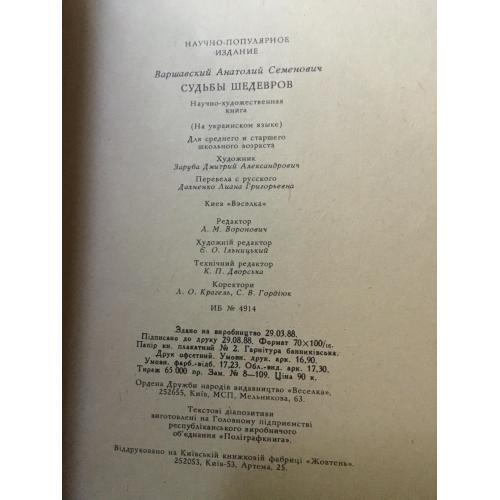 НАУЧНО-ПОПУЛЯРНОЕ
ИЗДАНИЕ
Варшавский Анатолий Семенович
СУДЬБЫ ШЕДЕВРОВ
Научно-художественная
книга
(На украинском языке)
Для среднего и старшего
школьного возраста
Художник
Заруба Дмитрий Александрович
Перевела с русского
Дахненко Лиана Григорьевна
Киев «Вэсэлка»
Редактор
А. М. Воронович
Художній редактор
Е. О. Ільницький
Технічний редактор
К. П. Дворська
Коректори
Л. О. Крагель, С. В. Гордіюк
ИБ № 4914
Здано на виробництво 29.03.88.
Підписано до друку 29.08.88. Формат 70×100/16.
Папір кн. плакатний № 2. Гарнітура банниківська.
Друк офсетний. Умовн. друк. арк. 16,90.
Умовн. фарб.-відб. 17,23. Обл.-вид. арк. 17,30.
Тираж 65 000 пр. Зам. № 8—109. Ціна 90 к.
Ордена Дружби народів видавництво «Веселка»,
252655, Київ, МСП, Мельникова, 63.
Текстові діапозитиви
виготовлені на Головному підприємстві
республіканського виробничого
об'єднання «Поліграфкнига».
Віддруковано на Київській книжковій фабриці «Жовтень».
252053, Київ-53, Артема, 25.